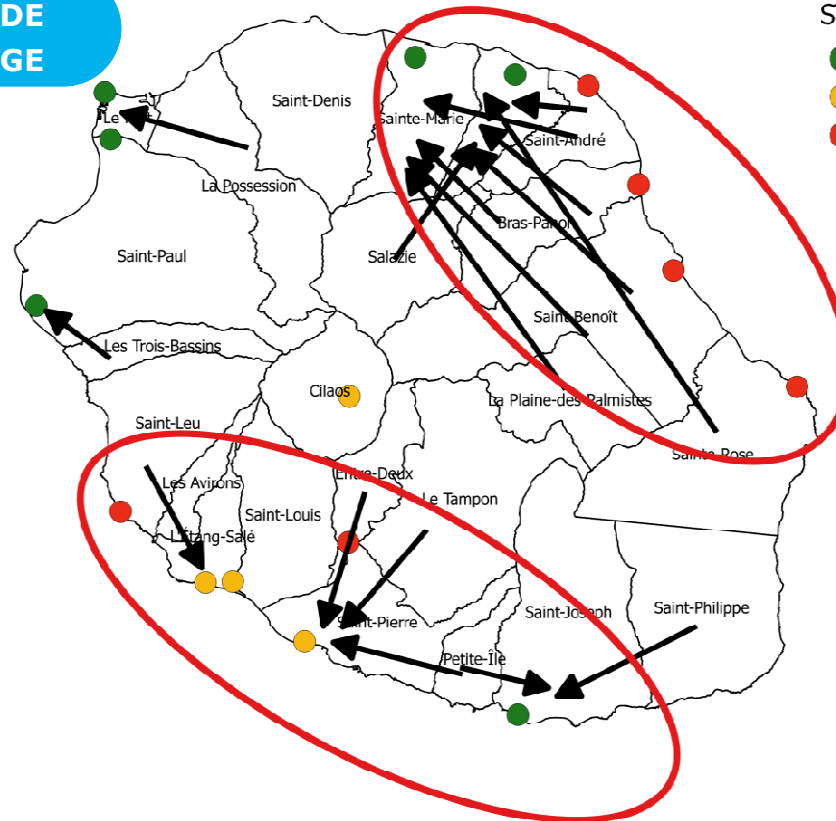 DE
GE
S
Saint-Denis
Sainte-Marie
Saint-André
La Possession
Bras-Panon
Saint-Paul
Salazie
Saint-Benoît
Les Trois-Bassins
Cilaos
La Plaine-des-Palmistes
Saint-Leu
Sainte-Rose
Entre-Deux
Les Avirons
Le Tampon
Saint-Louis
L'Étang-Salé
Saint-Joseph
Saint-Philippe
Saint-Pierre
Petite-Île